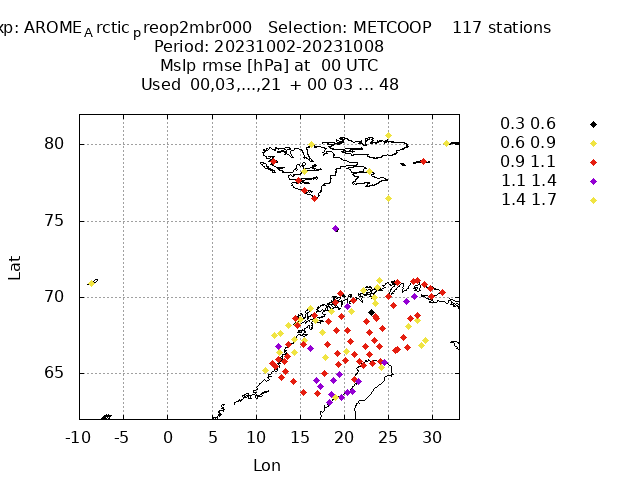 xp: AROME_Arctic_preop2mbr000 Selection: METCOOP 117 stations
Period: 20231002-20231008
Mslp rmse [hPa] at 00 UTC
Used 00,03,...,21 + 00 03 ... 48
0.3 0.6
0.6 0.9
0.9 1.1
1.1 1.4
1.4 1.7
80
75
70
65
Lat
-10 -5 0 5 10 15 20 25 30
Lon